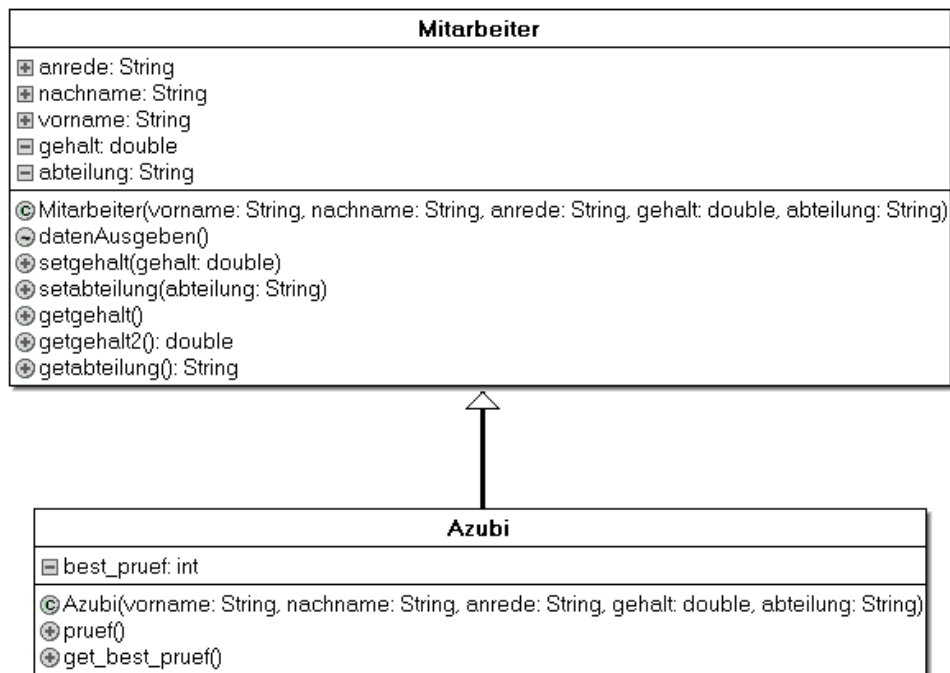 Mitarbeiter
anrede: String
nachname: String
vorname: String
gehalt: double
abteilung: String
Mitarbeiter(vorname: String, nachname: String, anrede: String, gehalt: double, abteilung: String)
datenAusgeben()
setgehalt(gehalt: double)
setabteilung(abteilung: String)
getgehalt()
getgehalt2(): double
getabteilung(): String
Azubi
best_pruef: int
Azubi(vorname: String, nachname: String, anrede: String, gehalt: double, abteilung: String)
pruef()
get_best_pruef()